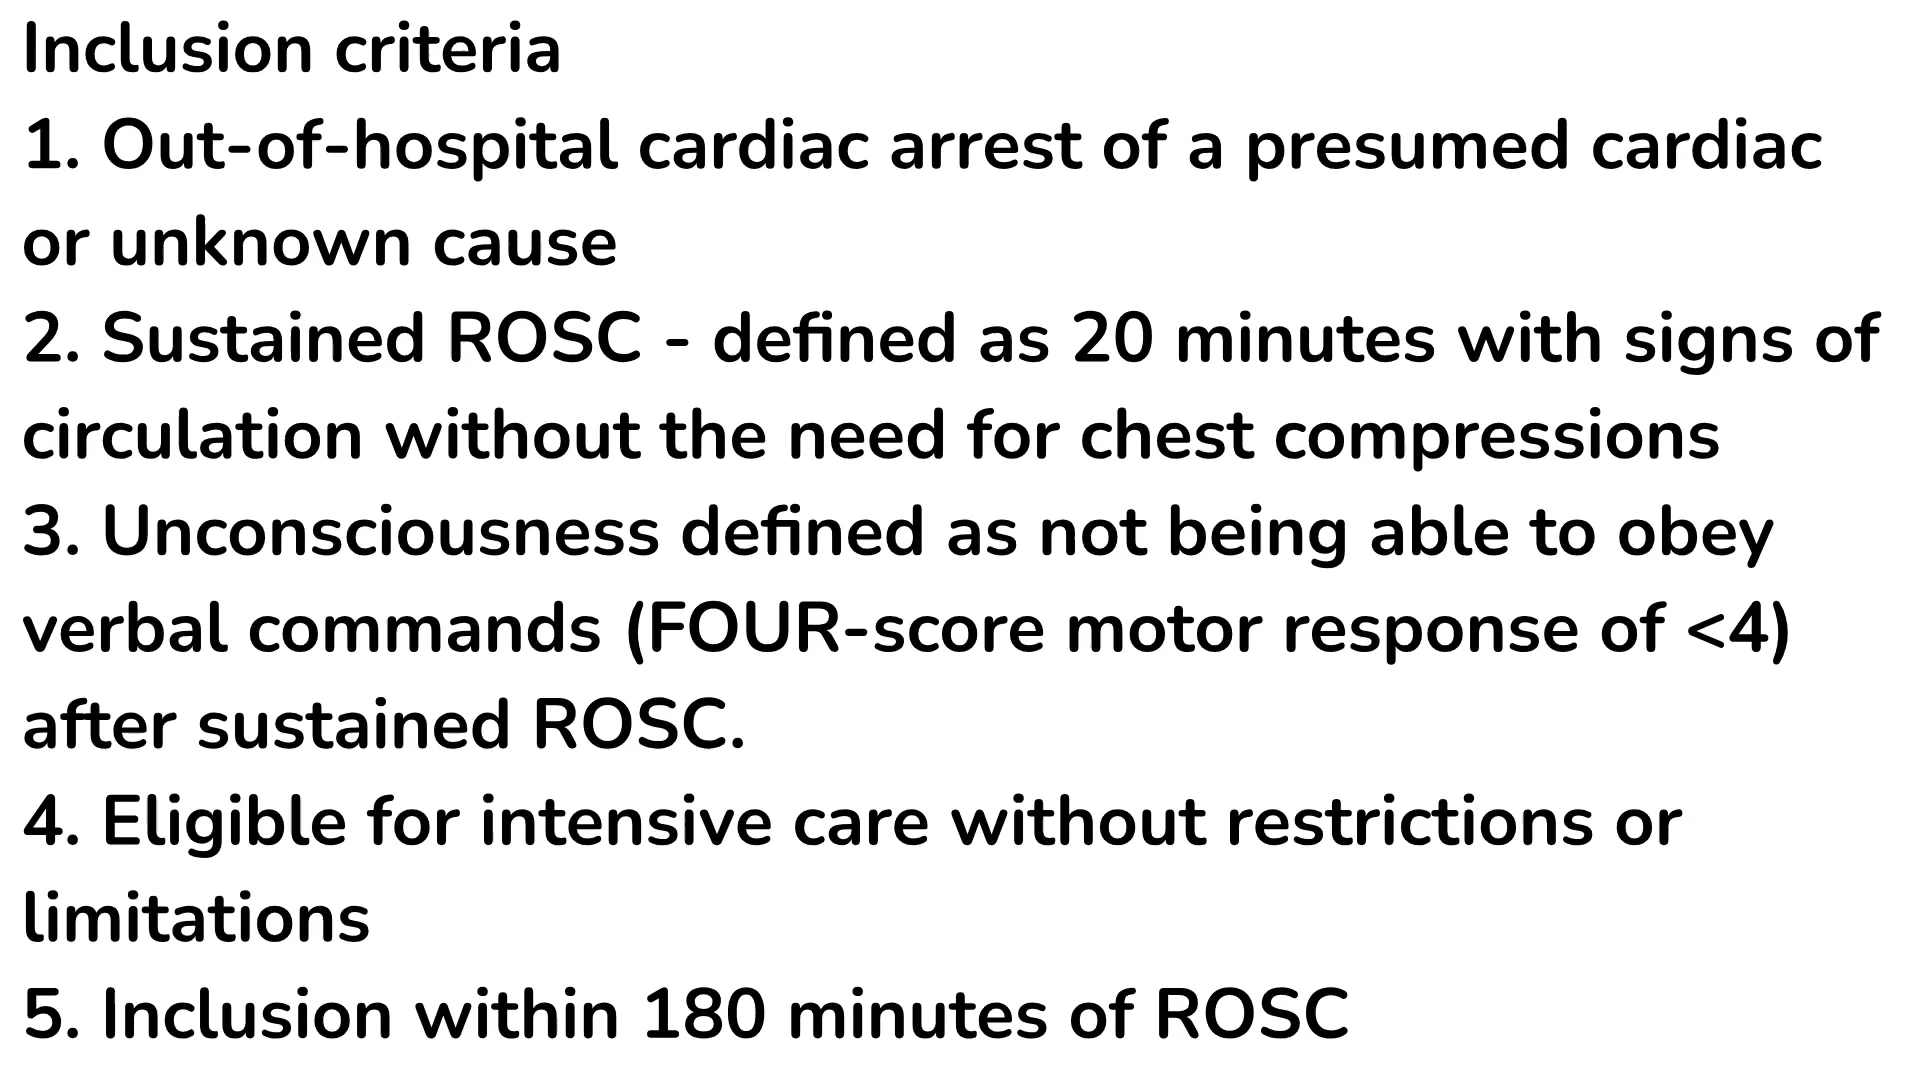 Inclusion criteria
1. Out-of-hospital cardiac arrest of a presumed cardiac
or unknown cause
2. Sustained ROSC - defined as 20 minutes with signs of
circulation without the need for chest compressions
3. Unconsciousness defined as not being able to obey
verbal commands (FOUR-score motor response of <4)
after sustained ROSC.
4. Eligible for intensive care without restrictions or
limitations
5. Inclusion within 180 minutes of ROSC